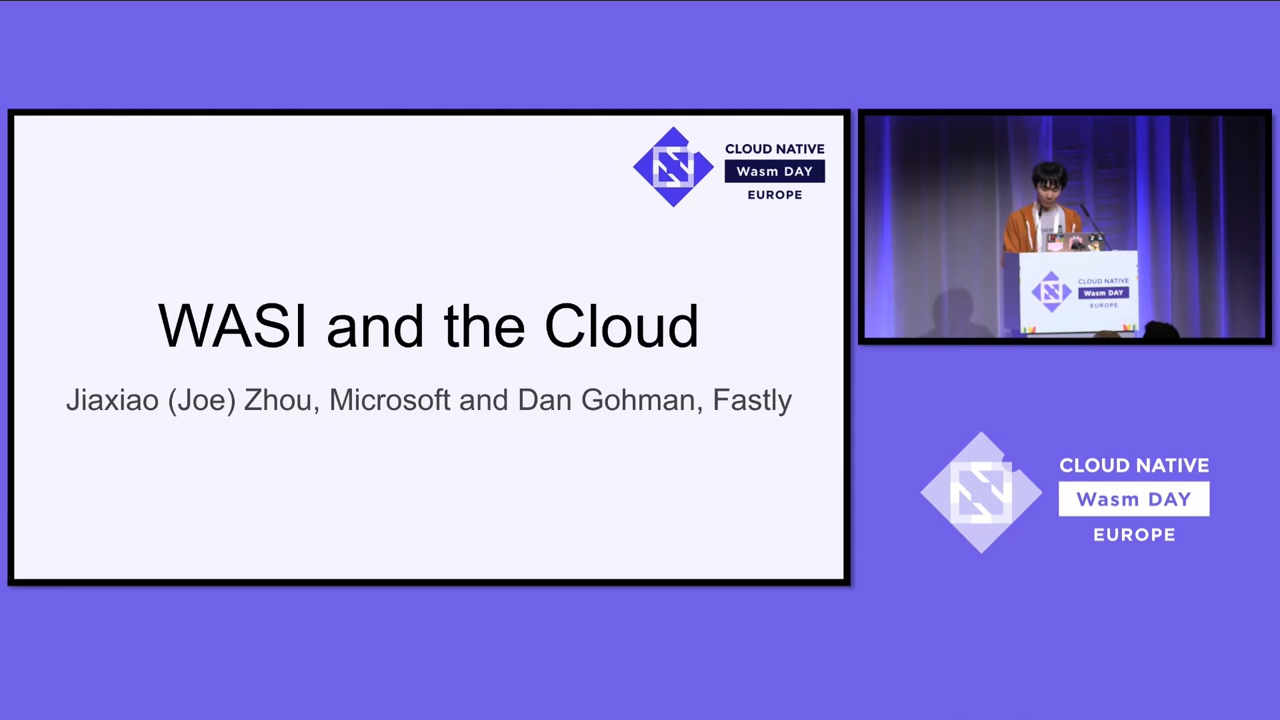 CLOUD NATIVE
Wasm DAY
EUROPE
WASI and the Cloud
Jiaxiao (Joe) Zhou, Microsoft and Dan Gohman, Fastly
CLOUD NATIVE
Wasm DAY
EUROPE
CLOUD NATIVE
Wasm DAY
EUROPE